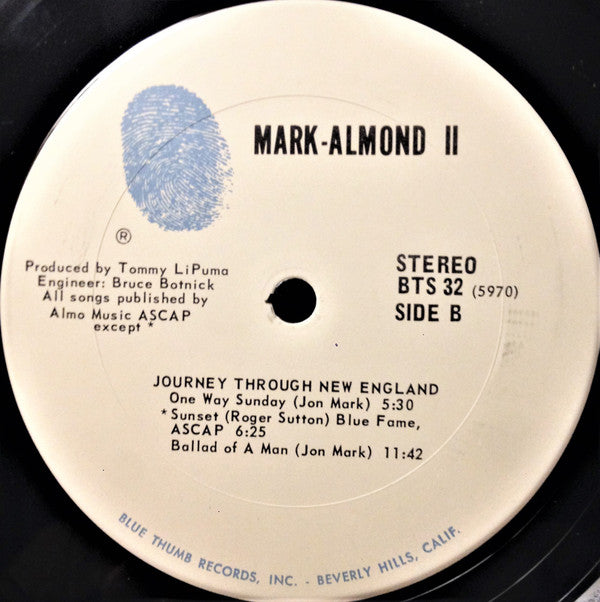 MARK-ALMOND II
®
Produced by Tommy LiPuma
Engineer: Bruce Botnick
All songs published by
Almo Music ASCAP
except *
STEREO
BTS 32 (5970)
SIDE B
JOURNEY THROUGH NEW ENGLAND
One Way Sunday (Jon Mark) 5:30
*Sunset (Roger Sutton) Blue Fame,
ASCAP 6:25
Ballad of A Man (Jon Mark) 11:42
BLUE THUMB RECORDS, INC. - BEVERLY HILLS, CALIF.